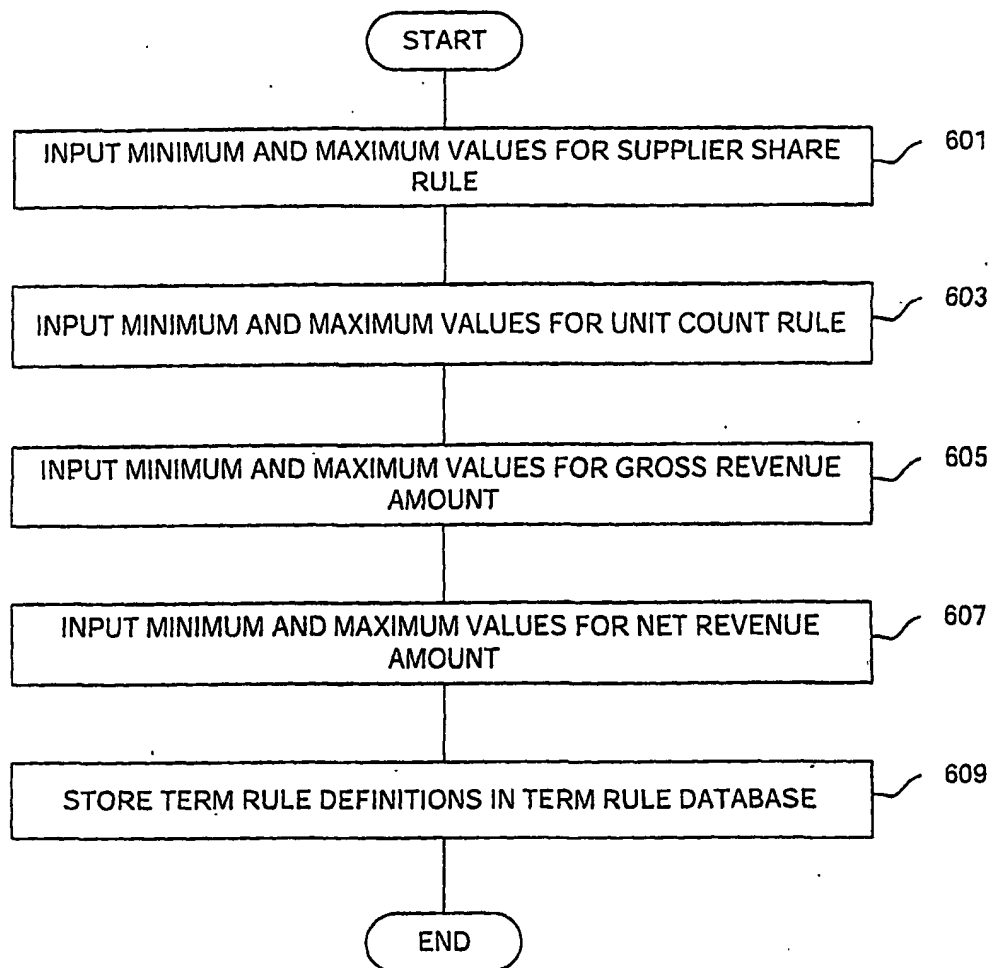 START
INPUT MINIMUM AND MAXIMUM VALUES FOR SUPPLIER SHARE
RULE
601
INPUT MINIMUM AND MAXIMUM VALUES FOR UNIT COUNT RULE
603
INPUT MINIMUM AND MAXIMUM VALUES FOR GROSS REVENUE
AMOUNT
605
INPUT MINIMUM AND MAXIMUM VALUES FOR NET REVENUE
AMOUNT
607
STORE TERM RULE DEFINITIONS IN TERM RULE DATABASE
609
END